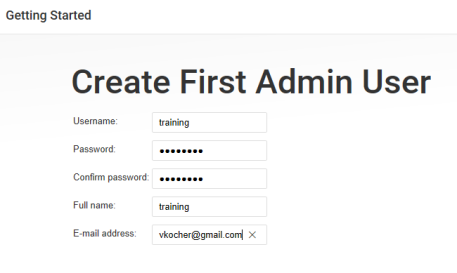 Getting Started
Create First Admin User
Username: training
Password: ••••••••
Confirm password: ••••••••
Full name: training
E-mail address: vkocher@gmail.com